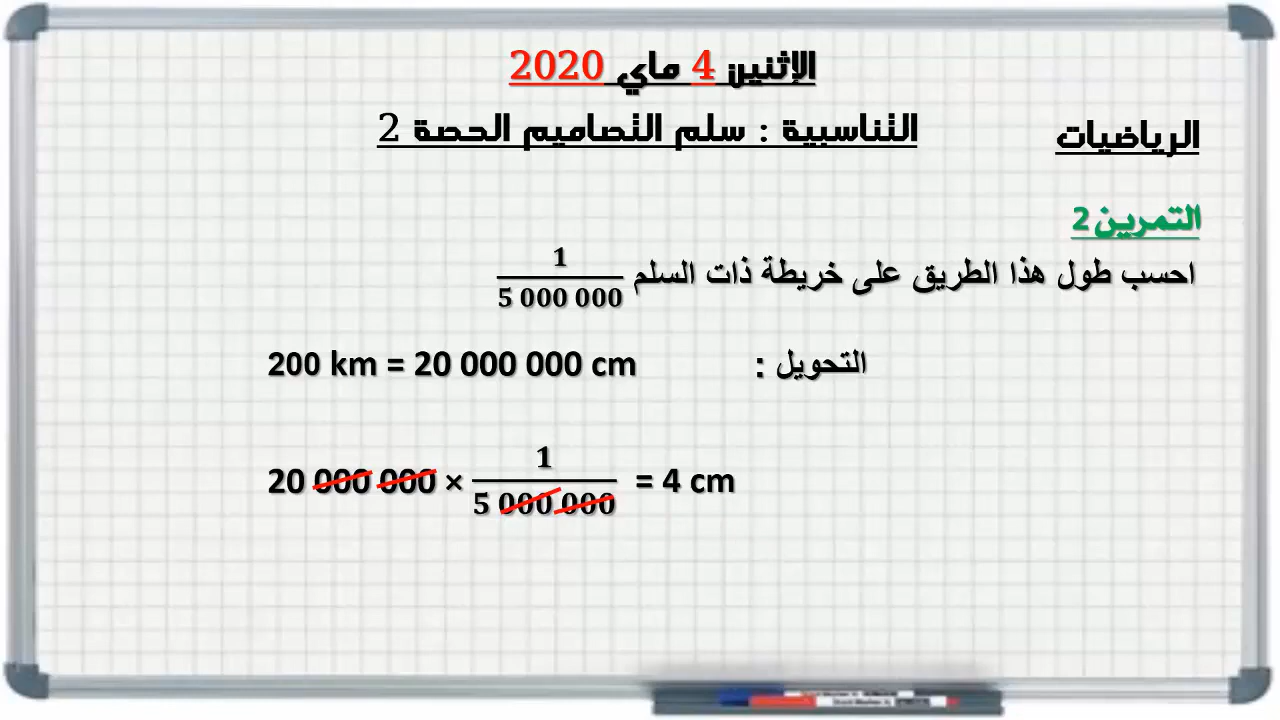 الإثنين 4 ماي 2020
الرياضيات
التناسبية : سلم التصاميم الحصة 2
التمرين 2
احسب طول هذا الطريق على خريطة ذات السلم 1/5 000 000
التحويل : 200 km = 20 000 000 cm
20 000 000 × 1/5 000 000 = 4 cm